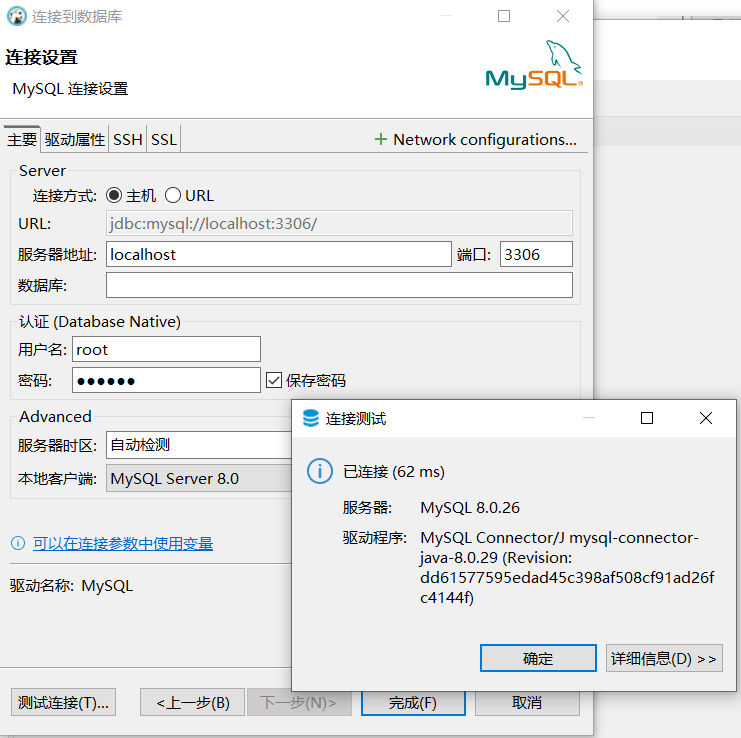 连接到数据库
连接设置
MySQL 连接设置
MySQL®
主要 驱动属性 SSH SSL
+ Network configurations...
Server
连接方式: 主机 URL
URL: jdbc:mysql://localhost:3306/
服务器地址: localhost 端口: 3306
数据库:
认证 (Database Native)
用户名: root
密码: ●●●●●● 保存密码
Advanced
服务器时区: 自动检测
本地客户端: MySQL Server 8.0
可以在连接参数中使用变量
驱动名称: MySQL
测试连接(T)... <上一步(B) 下一步(N)> 完成(F) 取消
连接测试
已连接 (62 ms)
服务器: MySQL 8.0.26
驱动程序: MySQL Connector/J mysql-connector-
java-8.0.29 (Revision:
dd61577595edad45c398af508cf91ad26f
c4144f)
确定 详细信息(D) >>